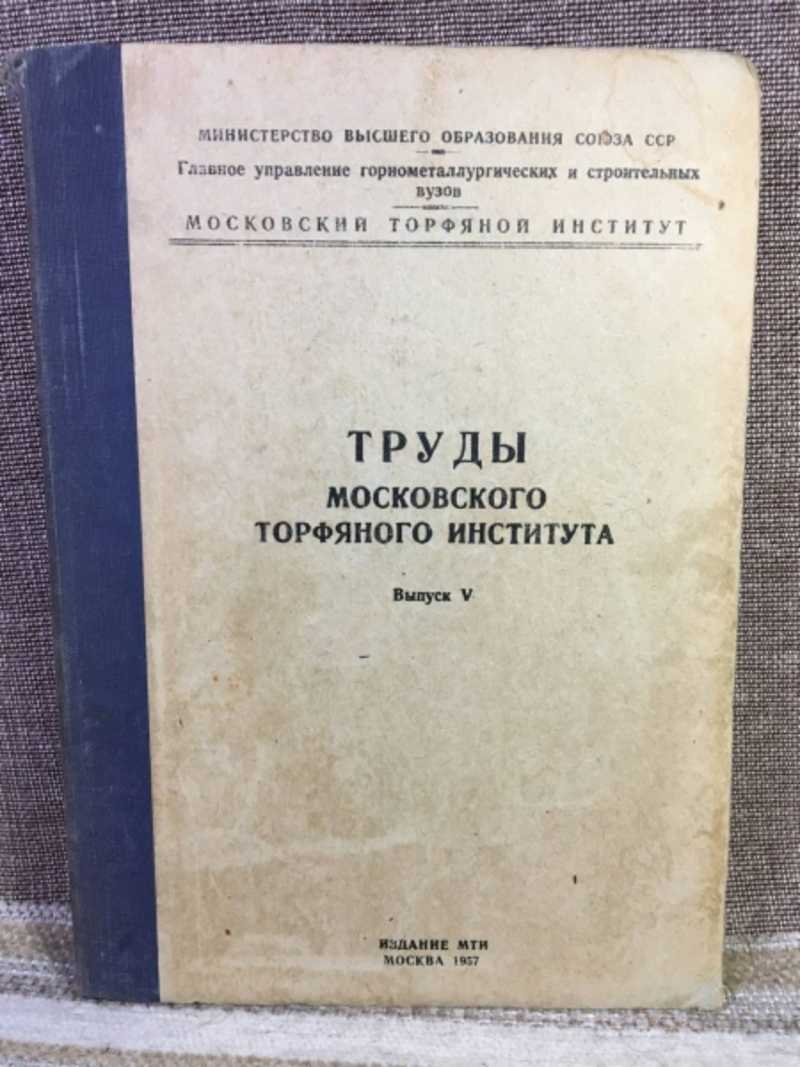 МИНИСТЕРСТВО ВЫСШЕГО ОБРАЗОВАНИЯ СОЮЗА ССР
Главное управление горнометаллургических и строительных
вузов
МОСКОВСКИЙ ТОРФЯНОЙ ИНСТИТУТ
ТРУДЫ
МОСКОВСКОГО
ТОРФЯНОГО ИНСТИТУТА
Выпуск V
ИЗДАНИЕ МТИ
МОСКВА 1957